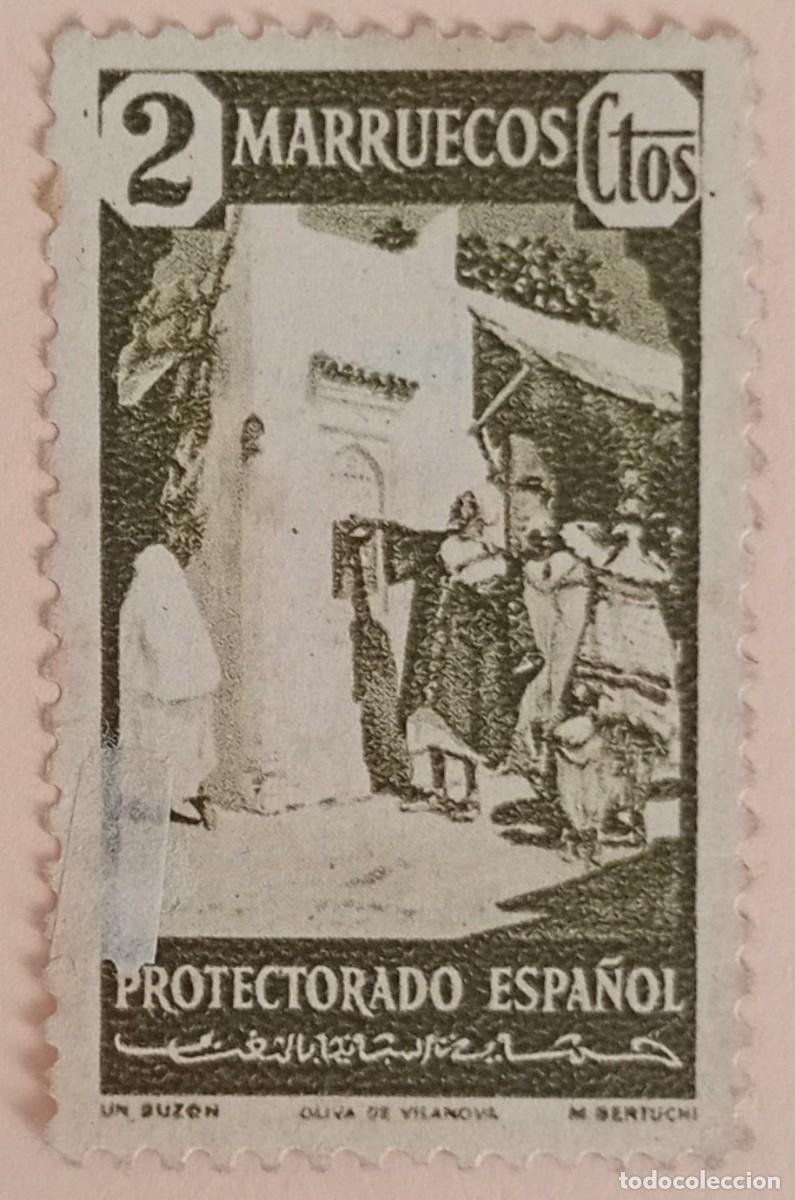 2 MARRUECOS Ctos
PROTECTORADO ESPAÑOL
UN BUZON OLIVA DE VILANOVA M. BERTUCHI
todocoleccion